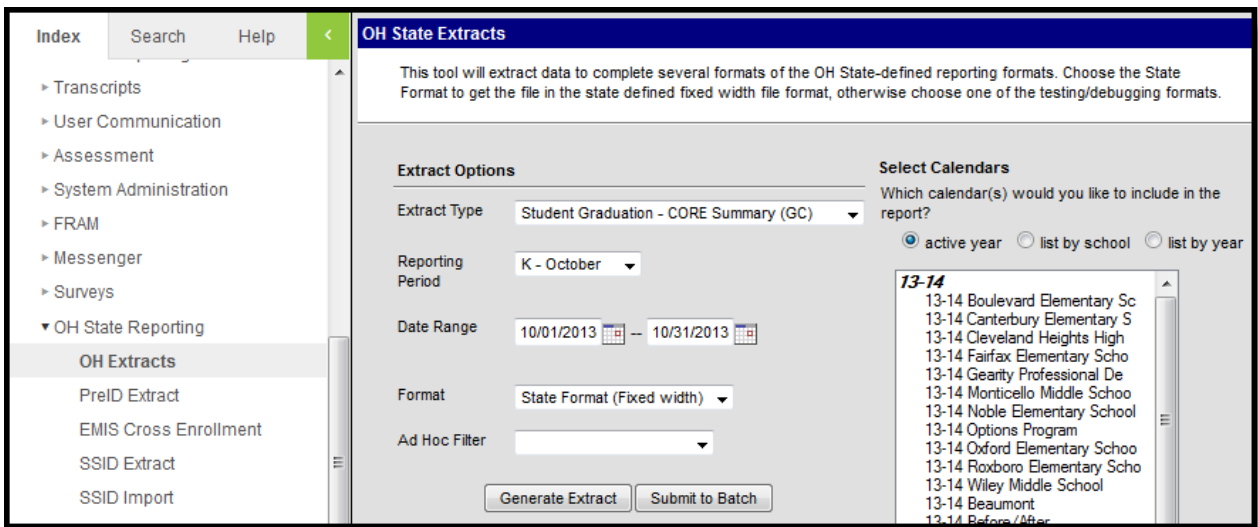 Index Search Help <
Transcripts
User Communication
Assessment
System Administration
FRAM
Messenger
Surveys
OH State Reporting
OH Extracts
PreID Extract
EMIS Cross Enrollment
SSID Extract
SSID Import
OH State Extracts
This tool will extract data to complete several formats of the OH State-defined reporting formats. Choose the State
Format to get the file in the state defined fixed width file format, otherwise choose one of the testing/debugging formats.
Extract Options
Extract Type Student Graduation - CORE Summary (GC)
Reporting
Period K - October
Date Range 10/01/2013 -- 10/31/2013
Format State Format (Fixed width)
Ad Hoc Filter
Generate Extract Submit to Batch
Select Calendars
Which calendar(s) would you like to include in the
report?
active year list by school list by year
13-14
13-14 Boulevard Elementary Sc
13-14 Canterbury Elementary S
13-14 Cleveland Heights High
13-14 Fairfax Elementary Scho
13-14 Gearity Professional De
13-14 Monticello Middle Schoo
13-14 Noble Elementary School
13-14 Options Program
13-14 Oxford Elementary Schoo
13-14 Roxboro Elementary Scho
13-14 Wiley Middle School
13-14 Beaumont
13-14 Before/After